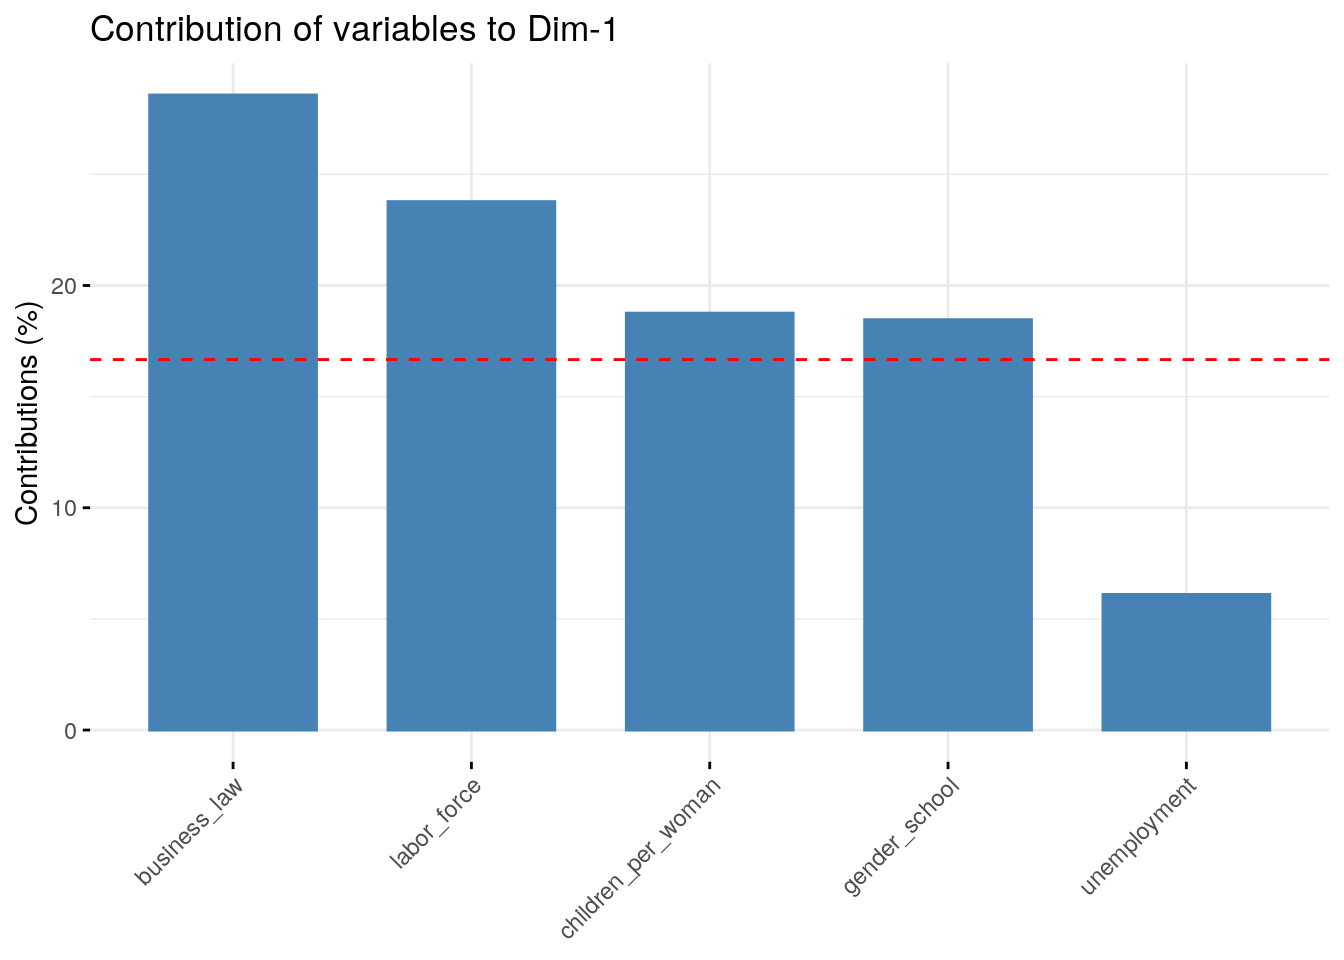 Contribution of variables to Dim-1
Contributions (%)
20
10
0
business_law
labor_force
children_per_woman
gender_school
unemployment